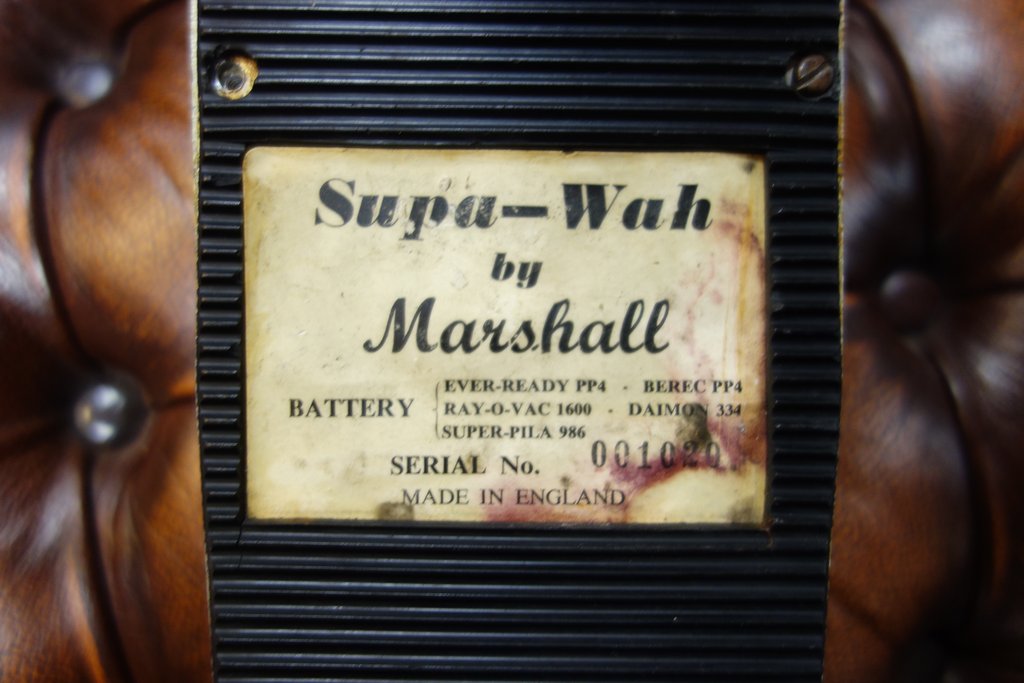 Supa-Wah
by
Marshall
BATTERY
EVER-READY PP4 - BEREC PP4
RAY-O-VAC 1600 - DAIMON 334
SUPER-PILA 986
SERIAL No. 001020
MADE IN ENGLAND